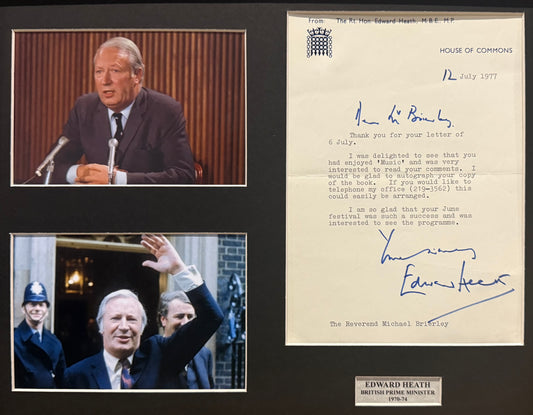 From: The Rt. Hon. Edward Heath, M.B.E., M.P.
HOUSE OF COMMONS
12 July 1977
Dear Mr Brierley,
Thank you for your letter of
6 July.
I was delighted to see that you
had enjoyed 'Music' and was very
interested to read your comments. I
would be glad to autograph your copy
of the book. If you would like to
telephone my office (219-3562) this
could easily be arranged.
I am so glad that your June
festival was such a success and was
interested to see the programme.
Yours sincerely
Edward Heath
The Reverend Michael Brierley
EDWARD HEATH
BRITISH PRIME MINISTER
1970-74